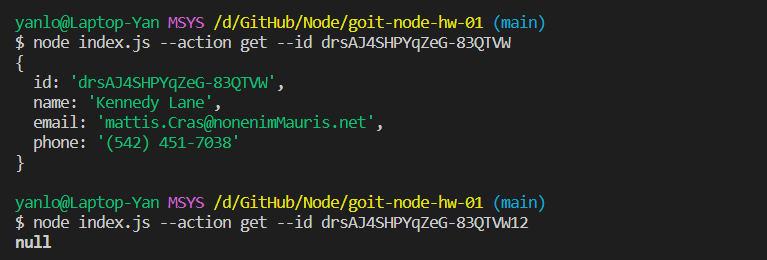 yanlo@Laptop-Yan MSYS /d/GitHub/Node/goit-node-hw-01 (main)
$ node index.js --action get --id drsAJ4SHPYqZeG-83QTVW
{
  id: 'drsAJ4SHPYqZeG-83QTVW',
  name: 'Kennedy Lane',
  email: 'mattis.Cras@nonenimMauris.net',
  phone: '(542) 451-7038'
}
yanlo@Laptop-Yan MSYS /d/GitHub/Node/goit-node-hw-01 (main)
$ node index.js --action get --id drsAJ4SHPYqZeG-83QTVW12
null